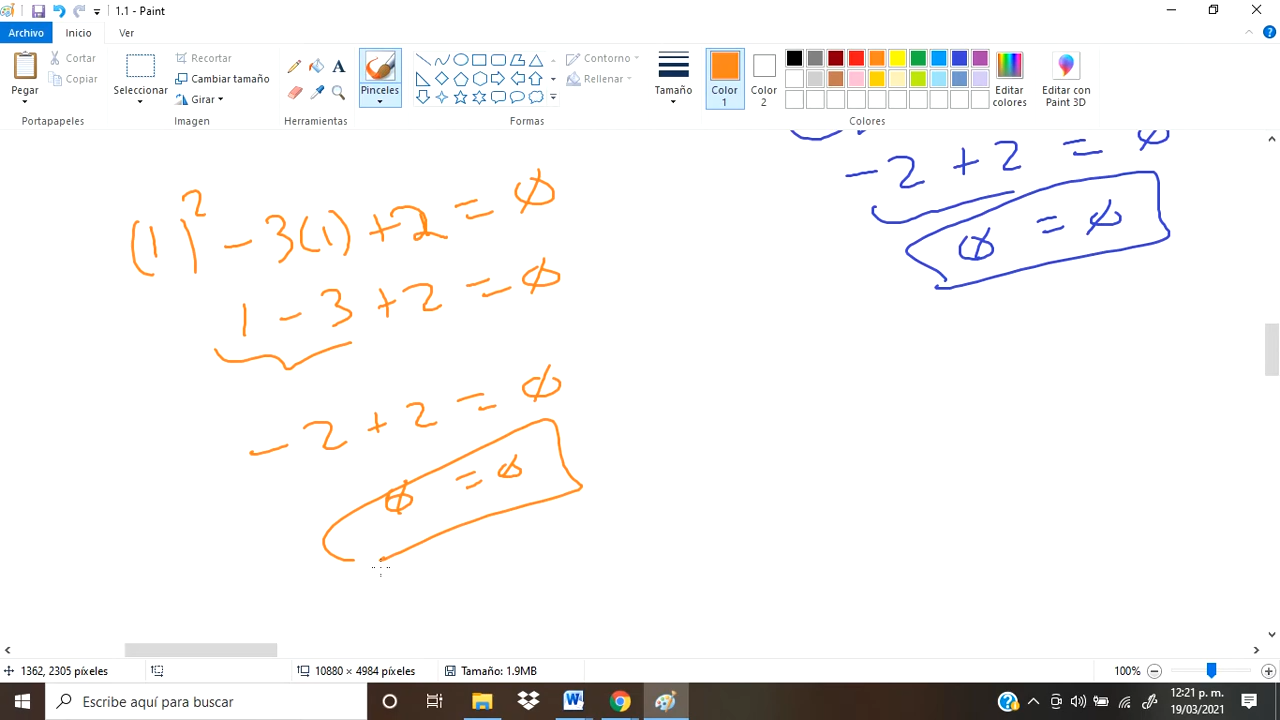 1.1 - Paint
Archivo Inicio Ver
Pegar
Cortar
Copiar
Portapapeles
Seleccionar
Recortar
Cambiar tamaño
Girar
Imagen
A
Herramientas
Pinceles
Contorno
Rellenar
Formas
Tamaño
Color 1
Color 2
Editar colores
Editar con Paint 3D
Colores
(1)² - 3(1) + 2 = ϕ
1 - 3 + 2 = ϕ
- 2 + 2 = ϕ
ϕ = ϕ
- 2 + 2 = ϕ
ϕ = ϕ
1362, 2305 píxeles
10880 × 4984 píxeles
Tamaño: 1.9MB
100%
Escribe aquí para buscar
12:21 p. m.
19/03/2021